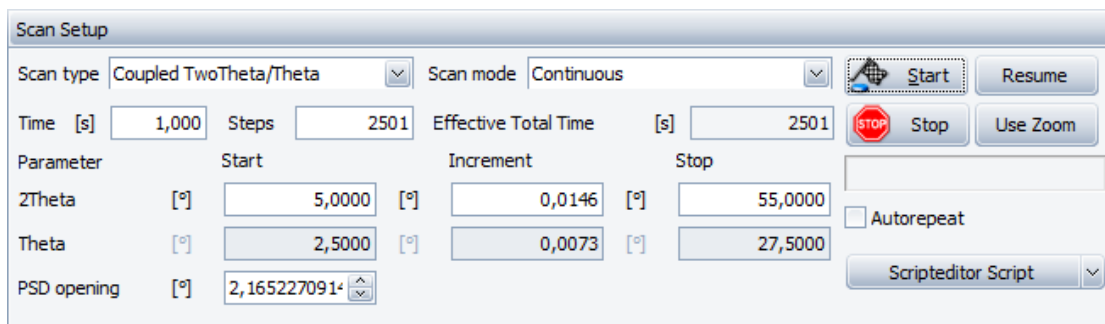 Scan Setup
Scan type Coupled TwoTheta/Theta Scan mode Continuous Start Resume
Time [s] 1,000 Steps 2501 Effective Total Time [s] 2501 STOP Stop Use Zoom
Parameter Start Increment Stop
2Theta [°] 5,0000 [°] 0,0146 [°] 55,0000
Autorepeat
Theta [°] 2,5000 [°] 0,0073 [°] 27,5000
Scripteditor Script
PSD opening [°] 2,165227091